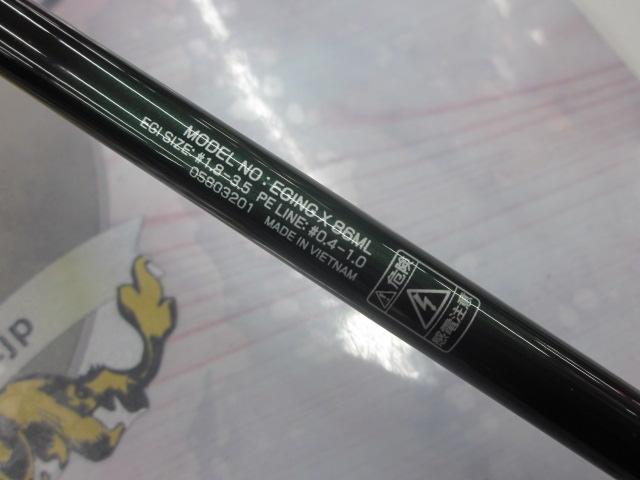 MODEL NO : EGING X 86ML
EGI SIZE: #1.8-3.5 PE LINE: #0.4-1.0
05803201 MADE IN VIETNAM
危険
感電注意
.jp